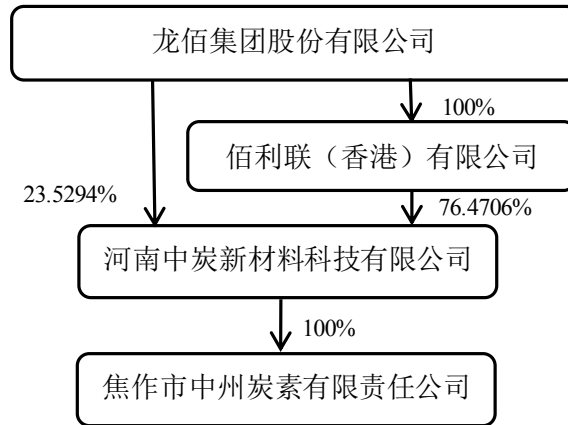 龙佰集团股份有限公司
100%
佰利联（香港）有限公司
23.5294%
76.4706%
河南中炭新材料科技有限公司
100%
焦作市中州炭素有限责任公司